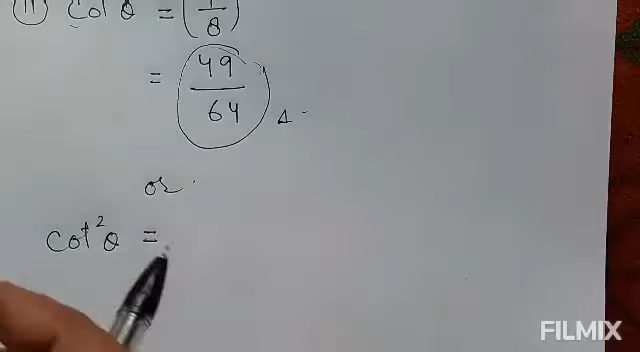 (ii) Cot θ = (7/8)
= 49/64
or
Cot²θ =
FILMIX